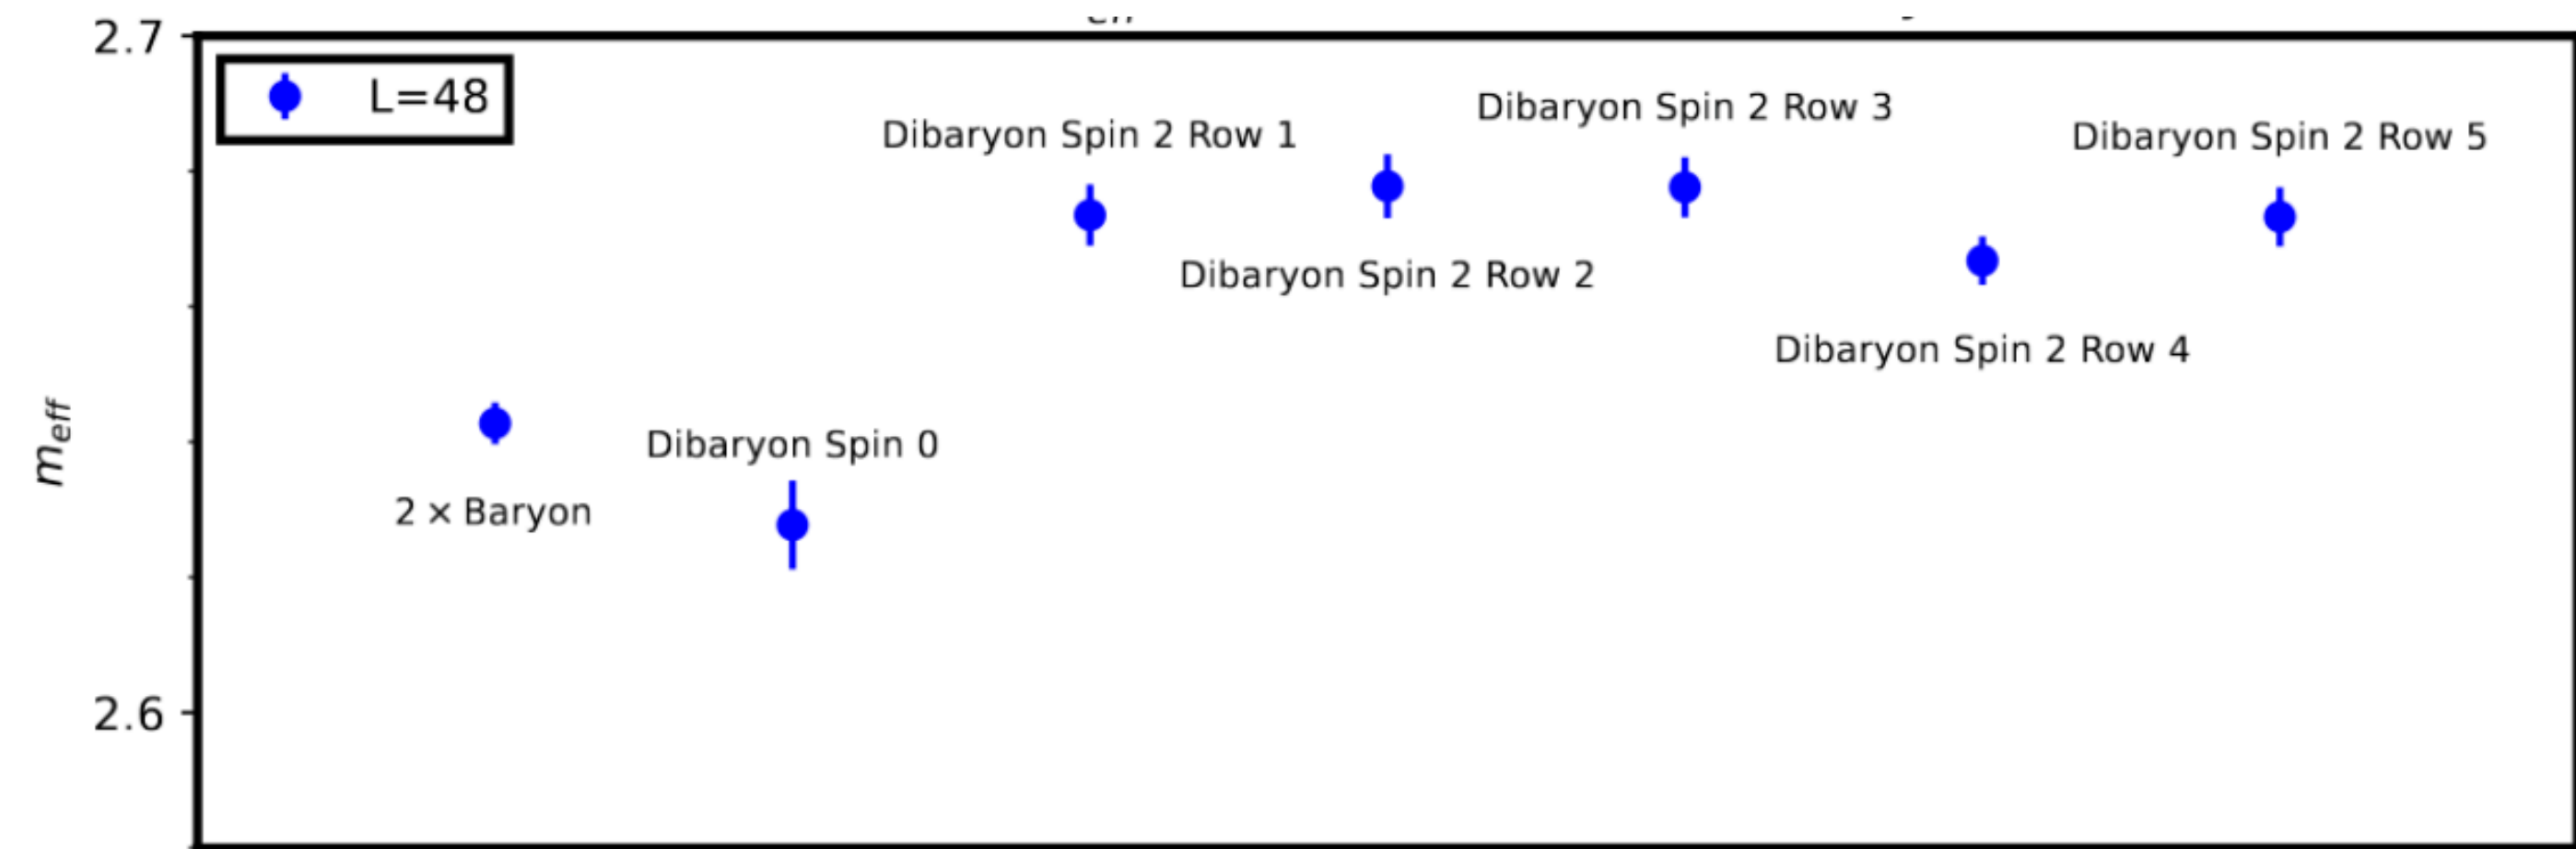 2.7
L=48
Dibaryon Spin 2 Row 3
Dibaryon Spin 2 Row 1
Dibaryon Spin 2 Row 5
Dibaryon Spin 2 Row 2
Dibaryon Spin 2 Row 4
m_eff
Dibaryon Spin 0
2 × Baryon
2.6